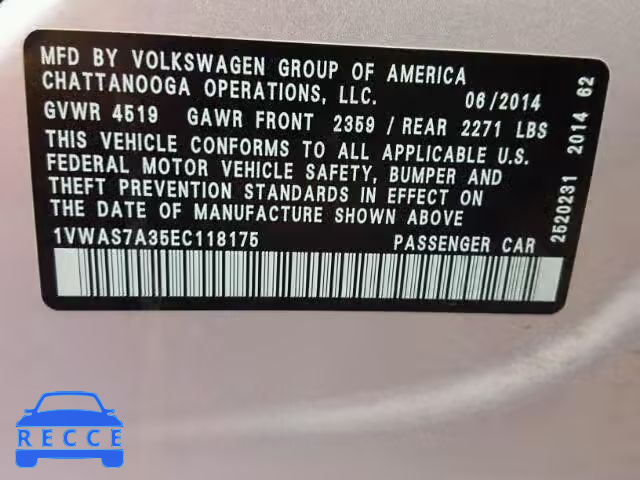 MFD BY VOLKSWAGEN GROUP OF AMERICA
CHATTANOOGA OPERATIONS, LLC. 06/2014
GVWR 4519 GAWR FRONT 2359 / REAR 2271 LBS
THIS VEHICLE CONFORMS TO ALL APPLICABLE U.S.
FEDERAL MOTOR VEHICLE SAFETY, BUMPER AND
THEFT PREVENTION STANDARDS IN EFFECT ON
THE DATE OF MANUFACTURE SHOWN ABOVE
1VWAS7A35EC118175 PASSENGER CAR
2520231 2014 62